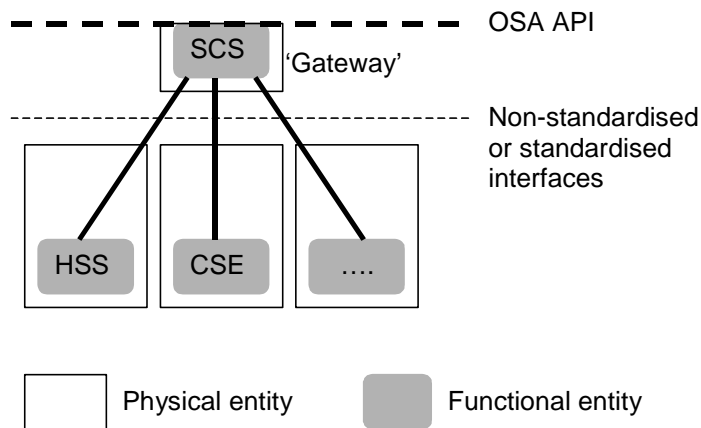 OSA API
SCS
‘Gateway’
Non-standardised
or standardised
interfaces
HSS
CSE
….
Physical entity
Functional entity